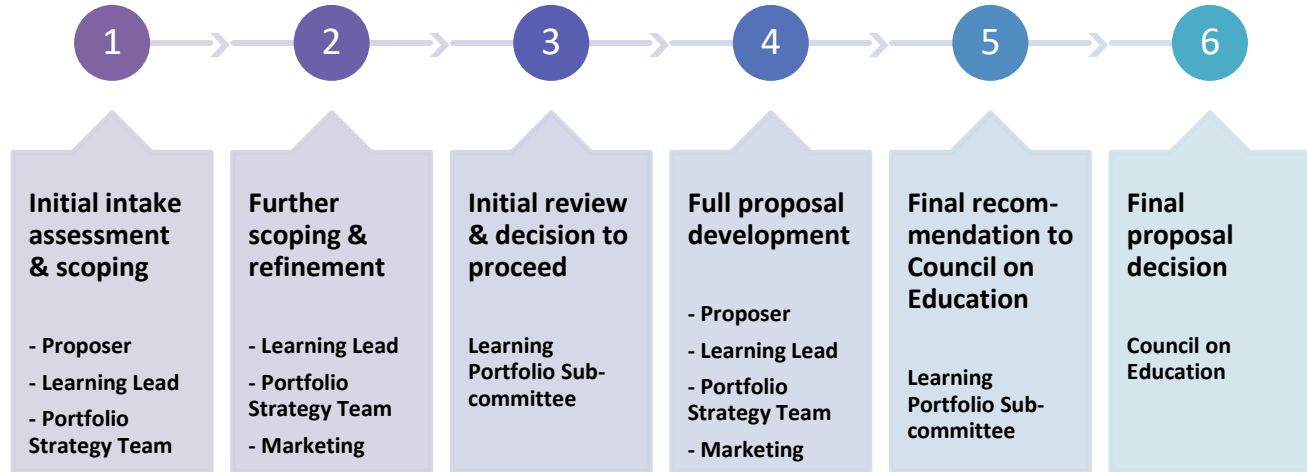 1
2
3
4
5
6
Initial intake
assessment
& scoping
- Proposer
- Learning Lead
- Portfolio
Strategy Team
Further
scoping &
refinement
- Learning Lead
- Portfolio
Strategy Team
- Marketing
Initial review
& decision to
proceed
Learning
Portfolio Sub-
committee
Full proposal
development
- Proposer
- Learning Lead
- Portfolio
Strategy Team
- Marketing
Final recom-
mendation to
Council on
Education
Learning
Portfolio Sub-
committee
Final
proposal
decision
Council on
Education